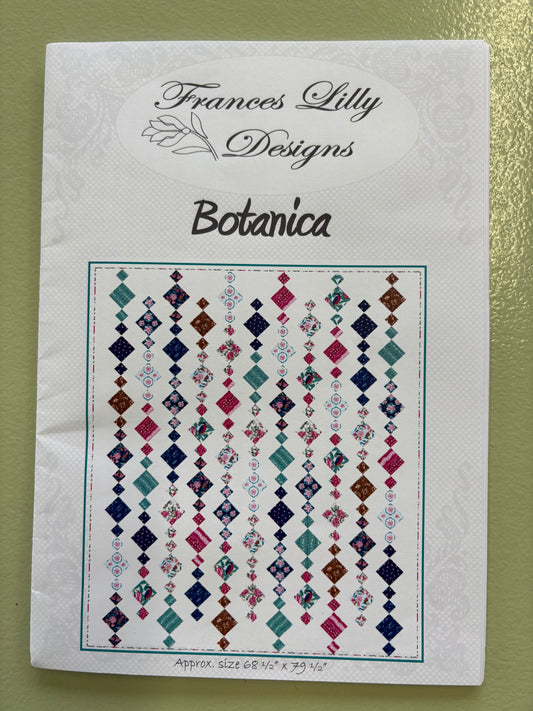 Frances Lilly
Designs
Botanica
Approx. size 68 1/2" x 79 1/2"